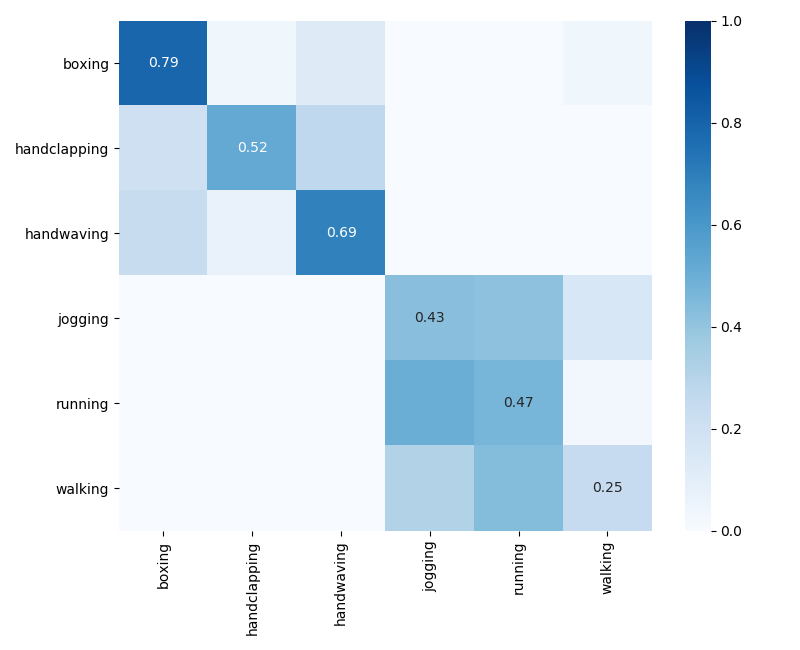 boxing
handclapping
handwaving
jogging
running
walking
0.79
0.52
0.69
0.43
0.47
0.25
boxing
handclapping
handwaving
jogging
running
walking
1.0
0.8
0.6
0.4
0.2
0.0